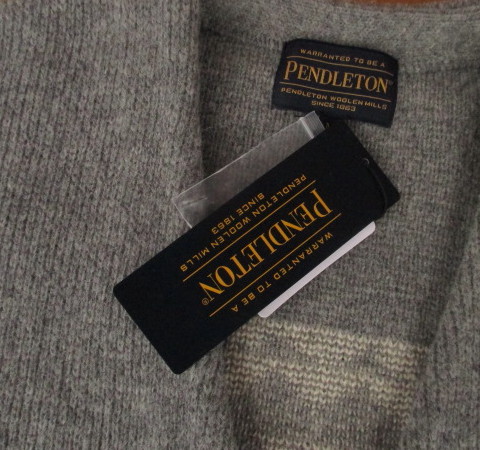 WARRANTED TO BE A
PENDLETON®
PENDLETON WOOLEN MILLS
SINCE 1863
WARRANTED TO BE A
PENDLETON®
PENDLETON WOOLEN MILLS
SINCE 1863